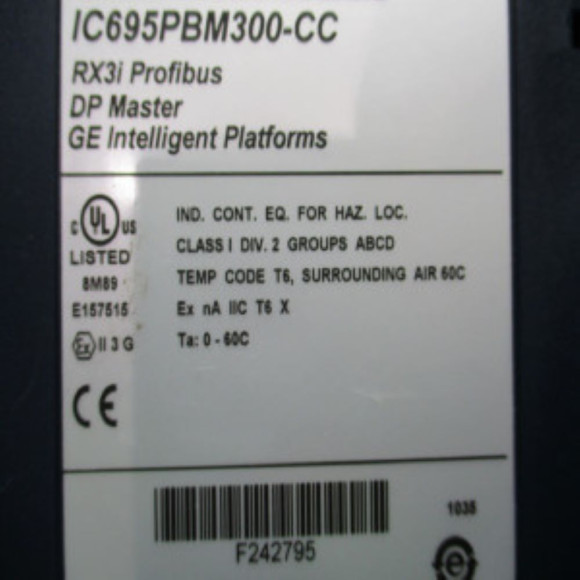 IC695PBM300-CC
RX3i Profibus
DP Master
GE Intelligent Platforms
C UL US
LISTED
8M89
E157515
Ex II 3 G
CE
IND. CONT. EQ. FOR HAZ. LOC.
CLASS I DIV. 2 GROUPS ABCD
TEMP CODE T6, SURROUNDING AIR 60C
Ex nA IIC T6 X
Ta: 0 - 60C
1035
F242795
e